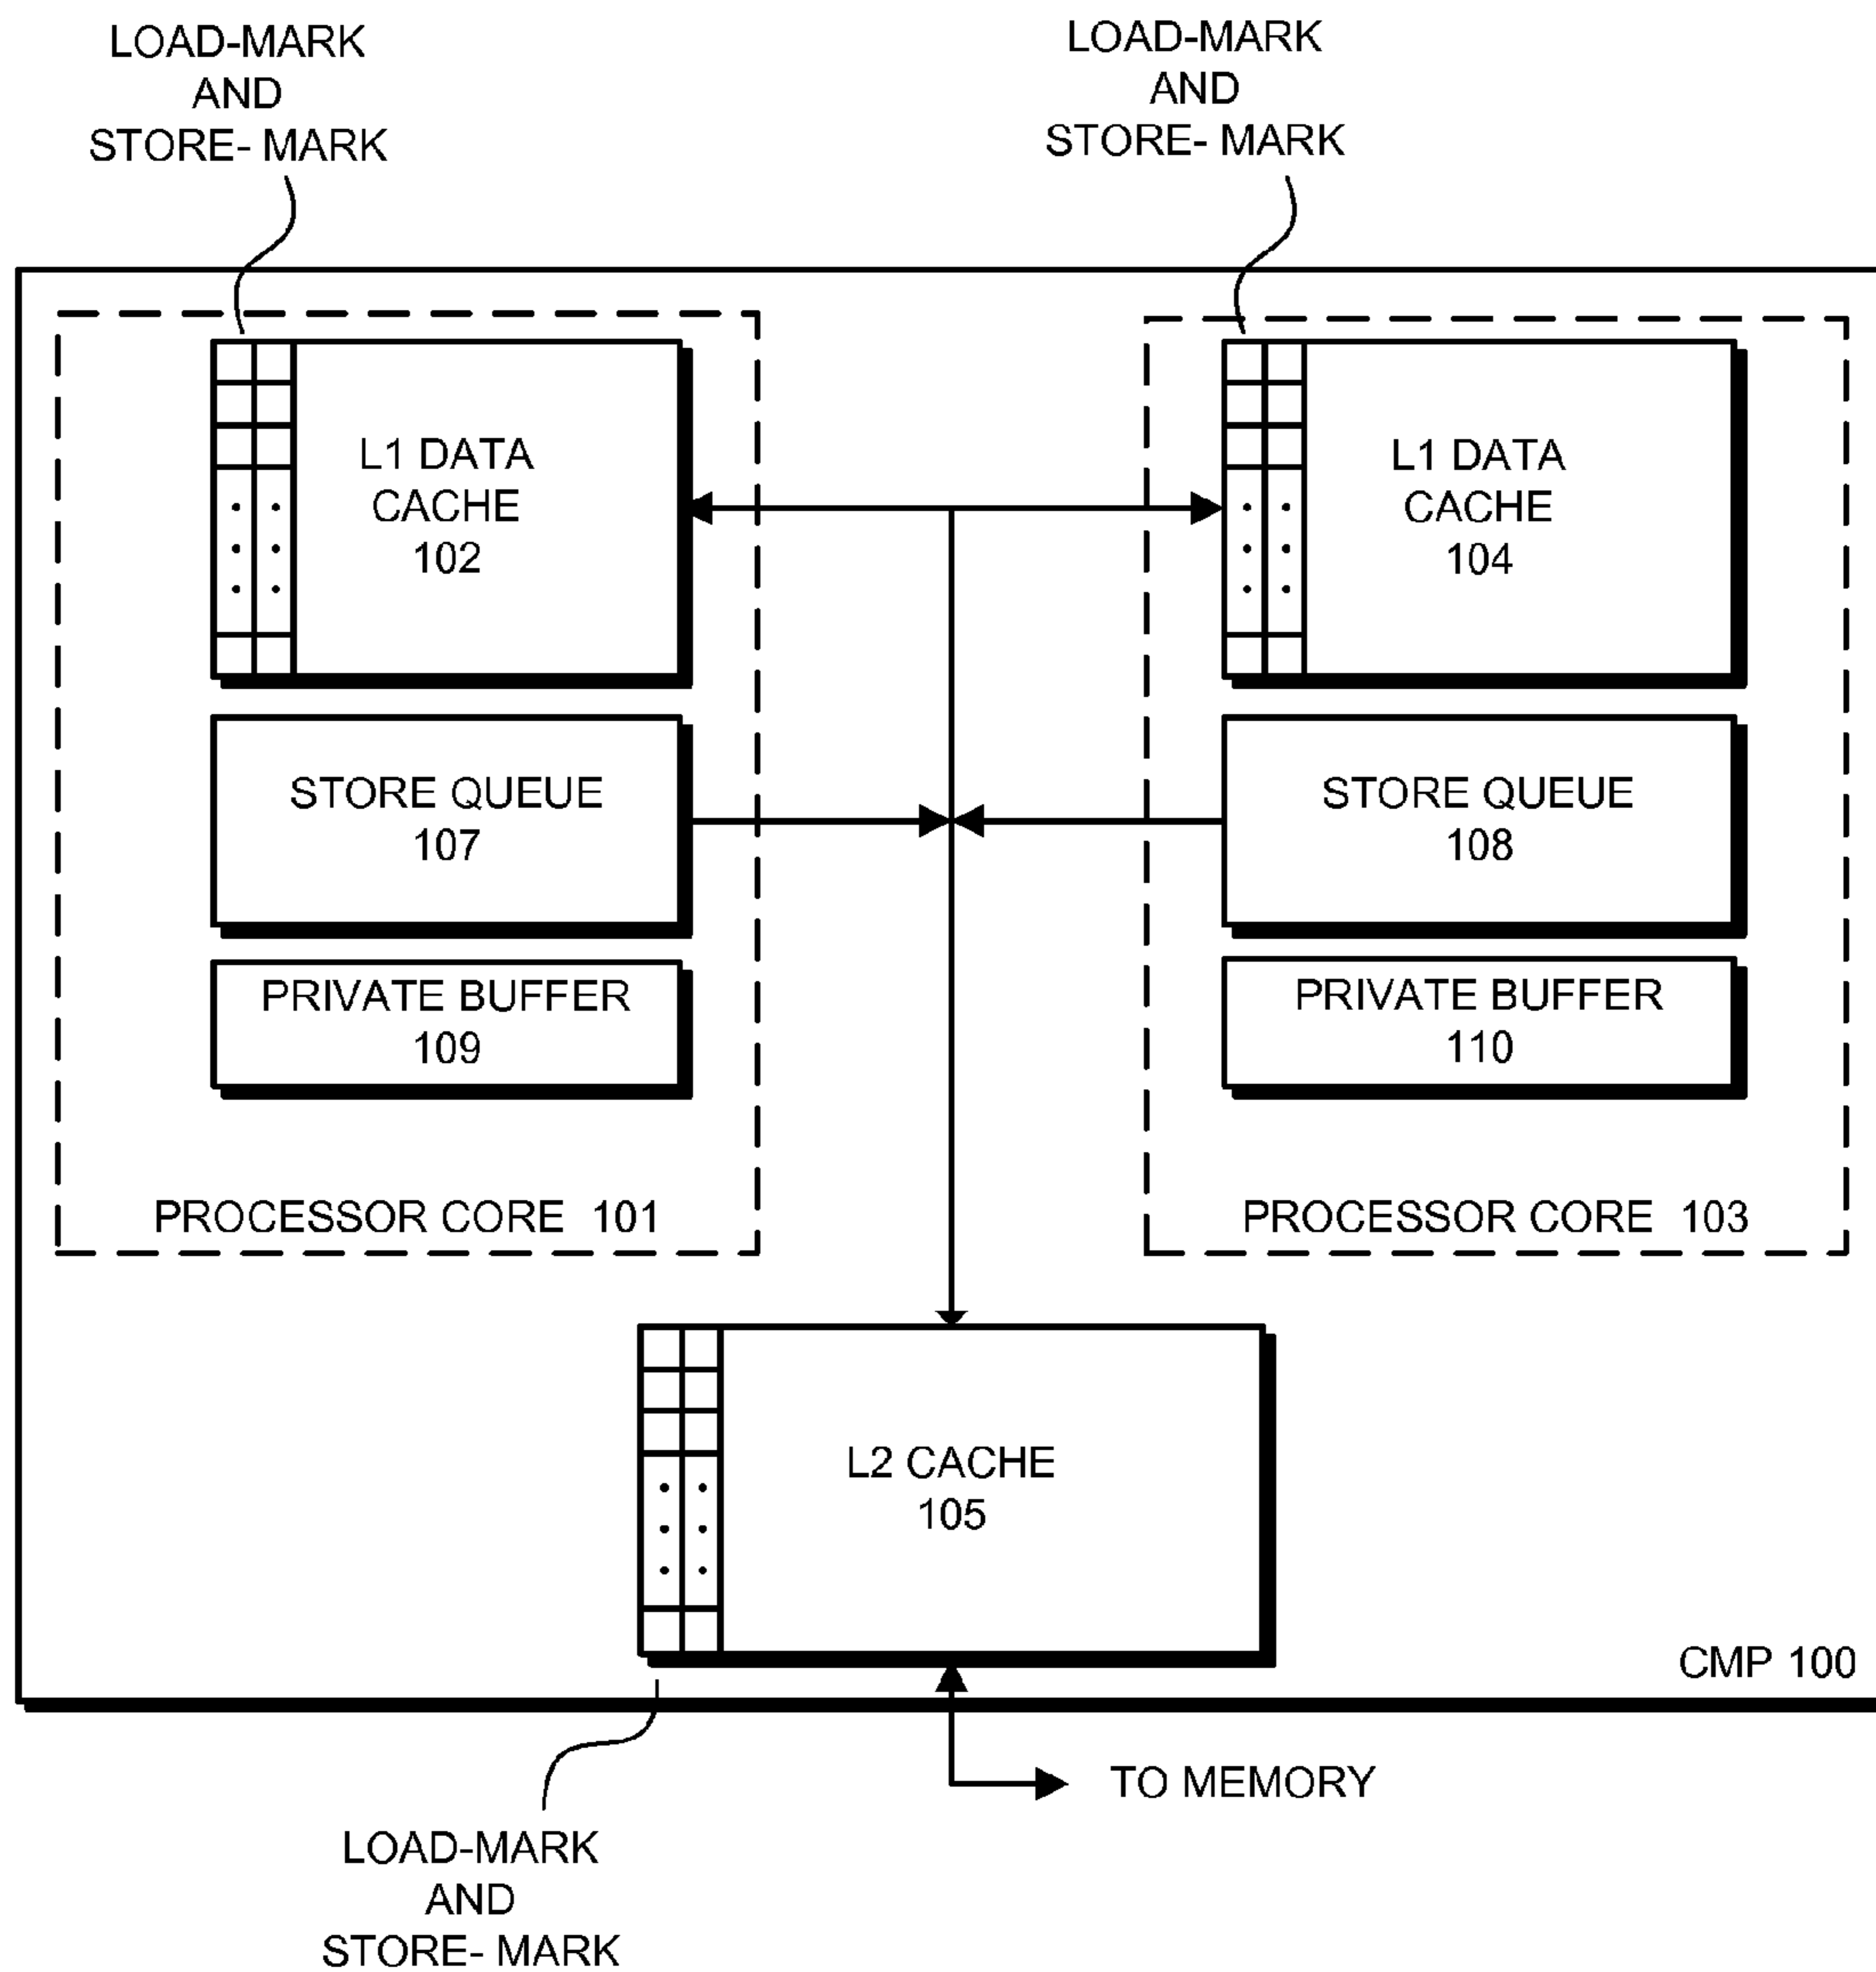 LOAD-MARK
AND
STORE- MARK
LOAD-MARK
AND
STORE- MARK
L1 DATA
CACHE
102
L1 DATA
CACHE
104
STORE QUEUE
107
STORE QUEUE
108
PRIVATE BUFFER
109
PRIVATE BUFFER
110
PROCESSOR CORE 101
PROCESSOR CORE 103
L2 CACHE
105
CMP 100
TO MEMORY
LOAD-MARK
AND
STORE- MARK